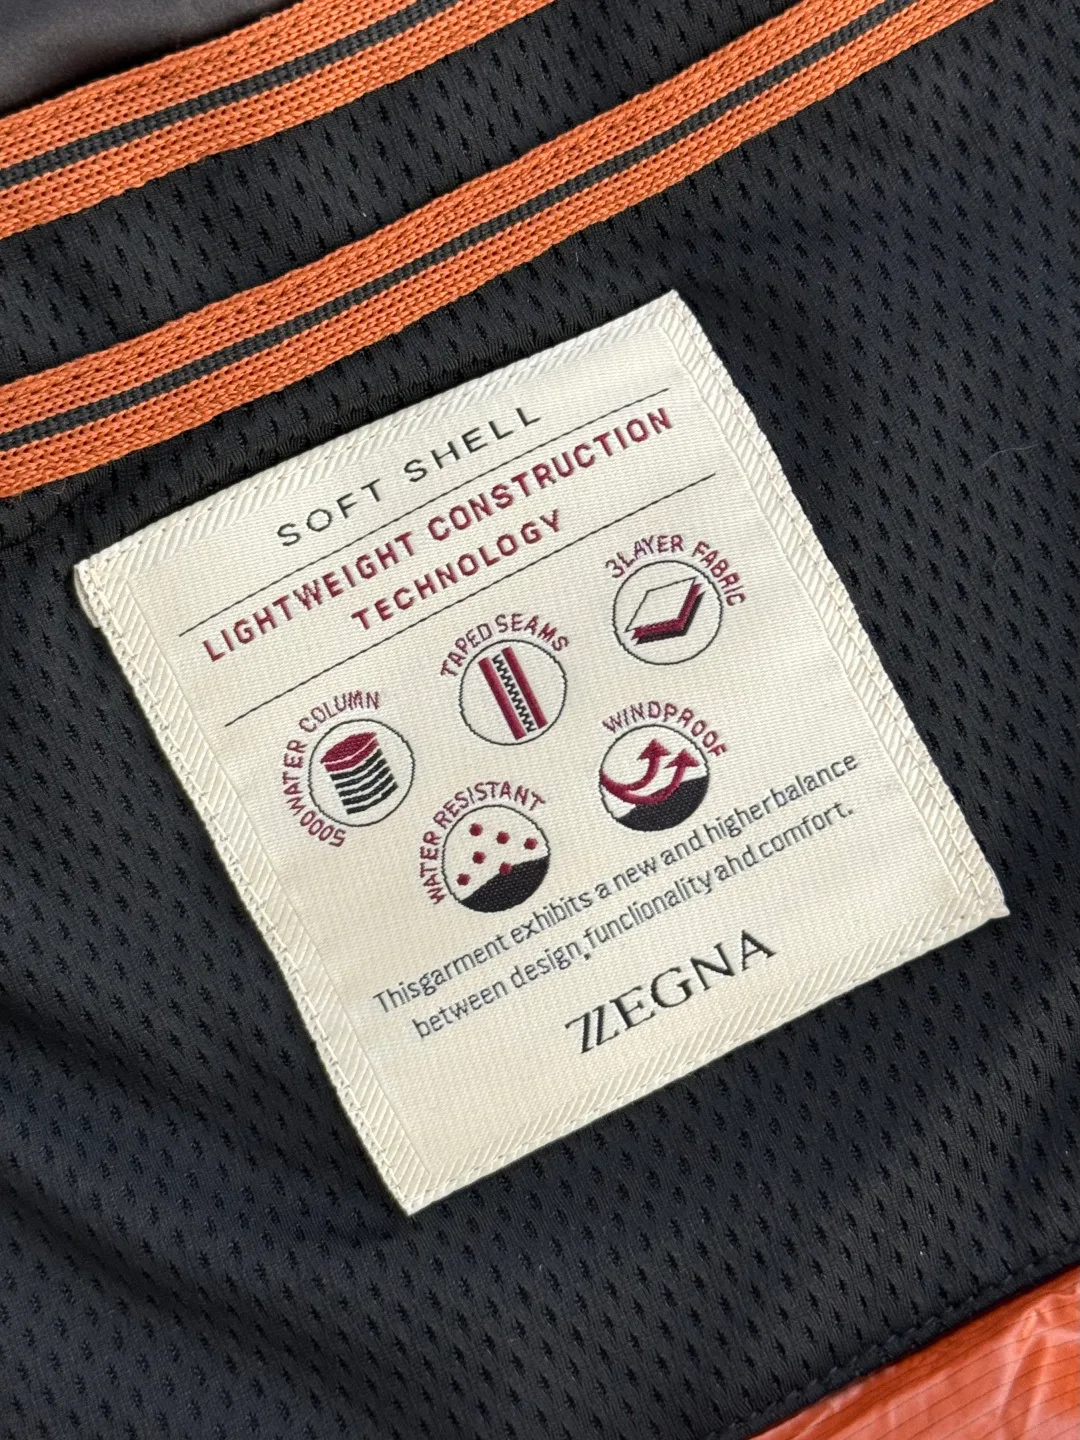 SOFT SHELL
LIGHTWEIGHT CONSTRUCTION
TECHNOLOGY
3LAYER FABRIC
TAPED SEAMS
5000WATER COLUMN
WINDPROOF
WATER RESISTANT
Thisgarment exhibits a new and higherbalance
between design, funclionality ahd comfort.
ZZEGNA